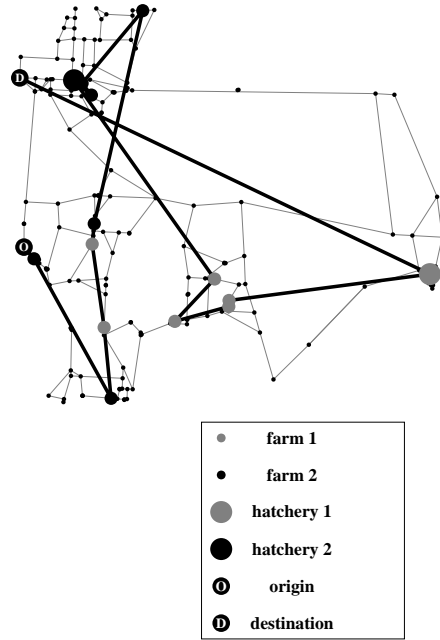 D
O
farm 1
farm 2
hatchery 1
hatchery 2
O origin
D destination